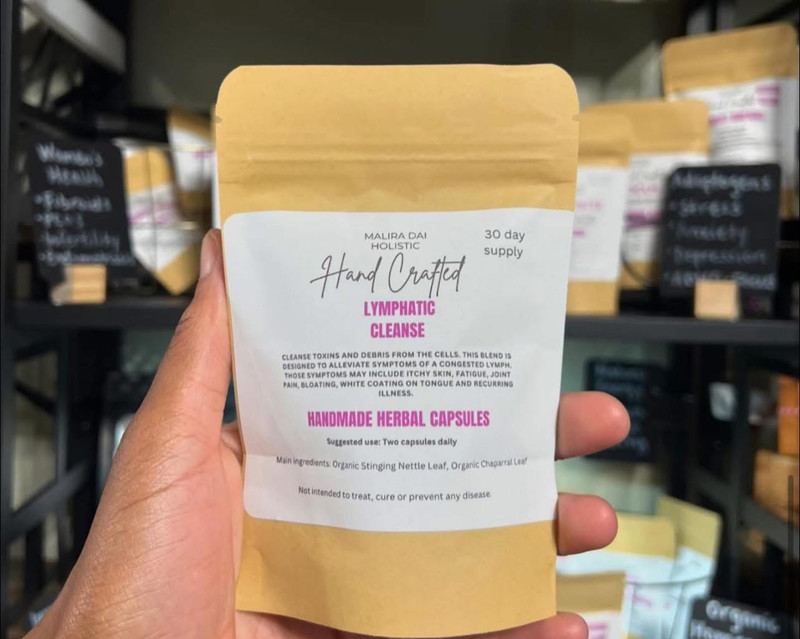 MALIRA DAI
HOLISTIC
30 day
supply
Hand Crafted
LYMPHATIC
CLEANSE
CLEANSE TOXINS AND DEBRIS FROM THE CELLS. THIS BLEND IS
DESIGNED TO ALLEVIATE SYMPTOMS OF A CONGESTED LYMPH.
THOSE SYMPTOMS MAY INCLUDE ITCHY SKIN, FATIGUE, JOINT
PAIN, BLOATING, WHITE COATING ON TONGUE AND RECURRING
ILLNESS.
HANDMADE HERBAL CAPSULES
Suggested use: Two capsules daily
Main ingredients: Organic Stinging Nettle Leaf, Organic Chaparral Leaf
Not intended to treat, cure or prevent any disease
Women's
Health
Fibroids
Infertility
Adaptogens
Stress
Anxiety
Depression
Organic